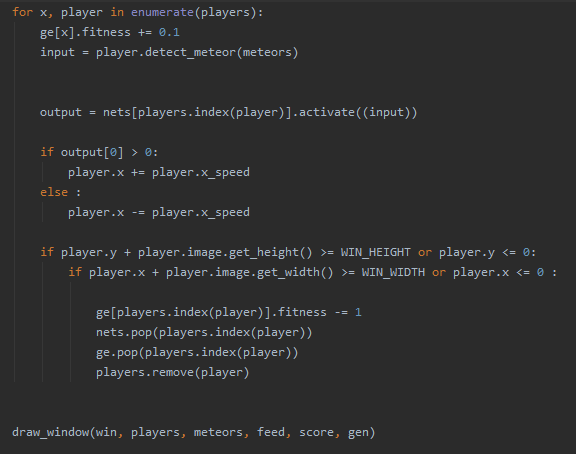 for x, player in enumerate(players):
    ge[x].fitness += 0.1
    input = player.detect_meteor(meteors)
    output = nets[players.index(player)].activate((input))
    if output[0] > 0:
        player.x += player.x_speed
    else :
        player.x -= player.x_speed
    if player.y + player.image.get_height() >= WIN_HEIGHT or player.y <= 0:
        if player.x + player.image.get_width() >= WIN_WIDTH or player.x <= 0 :
            ge[players.index(player)].fitness -= 1
            nets.pop(players.index(player))
            ge.pop(players.index(player))
            players.remove(player)
draw_window(win, players, meteors, feed, score, gen)